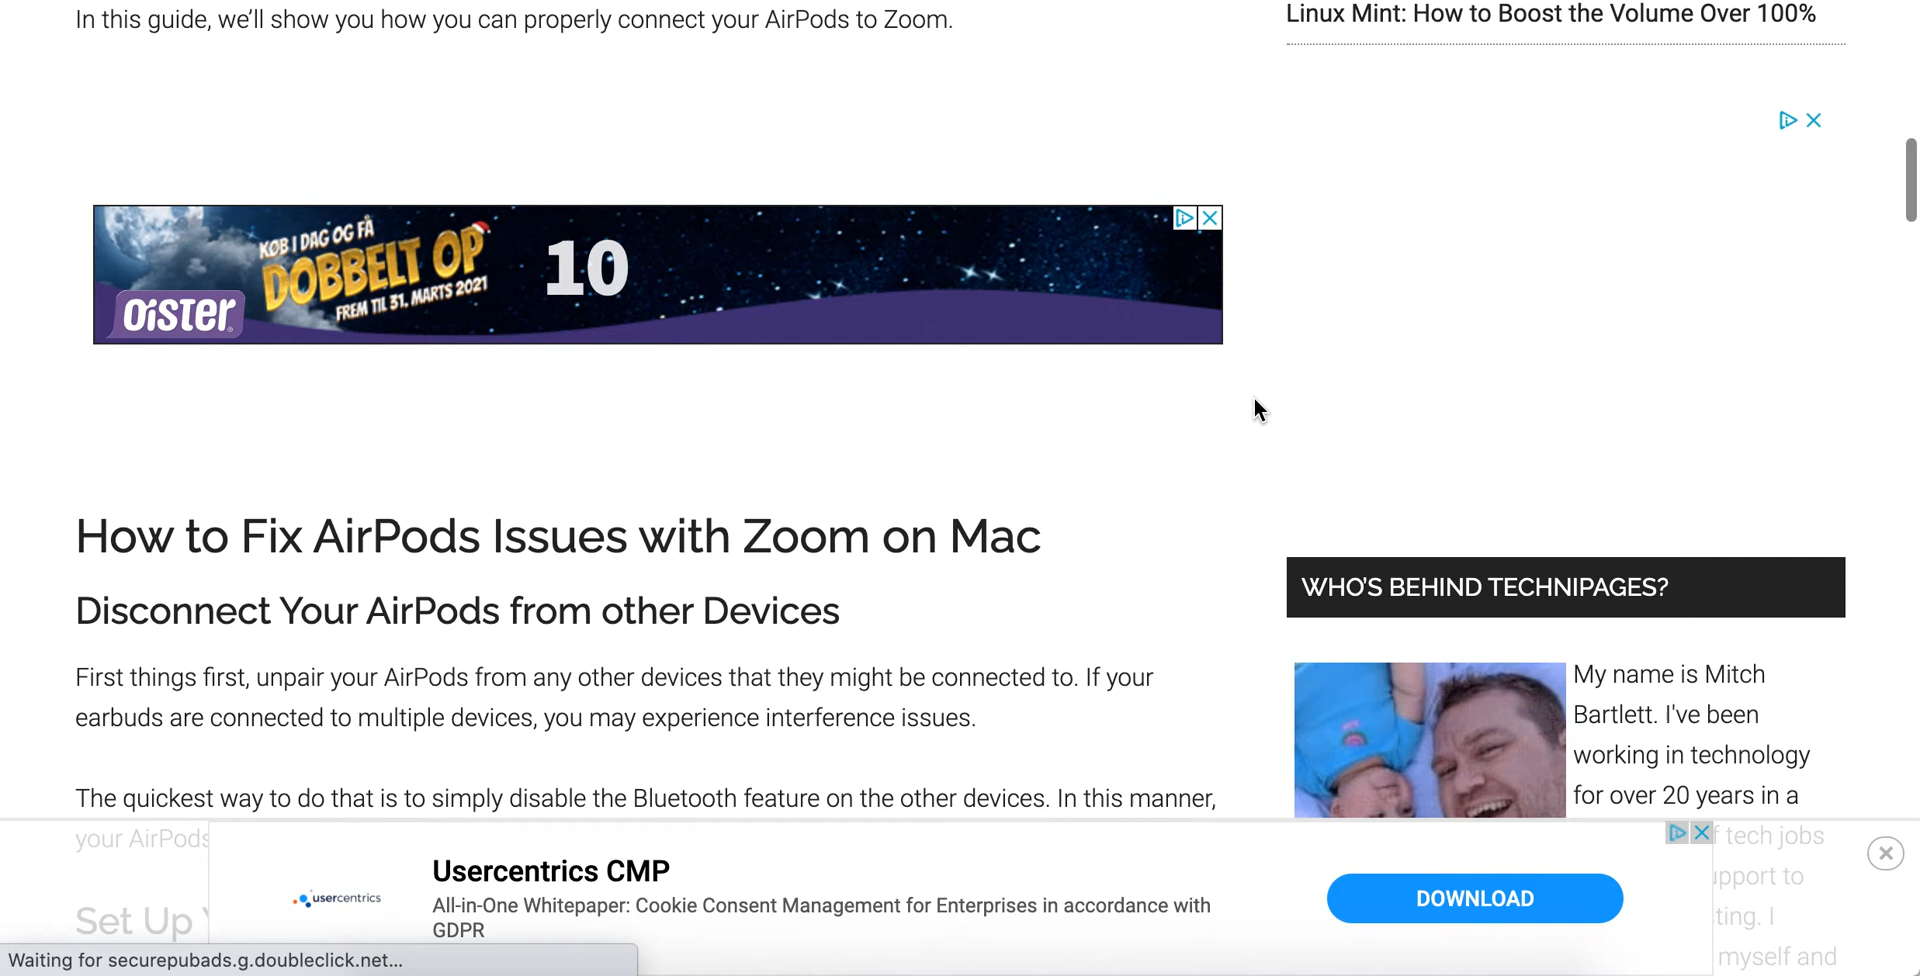 In this guide, we'll show you how you can properly connect your AirPods to Zoom.
Linux Mint: How to Boost the Volume Over 100%
KØB I DAG OG FÅ
DOBBELT OP
FREM TIL 31. MARTS 2021
10
OiSTER
How to Fix AirPods Issues with Zoom on Mac
Disconnect Your AirPods from other Devices
First things first, unpair your AirPods from any other devices that they might be connected to. If your
earbuds are connected to multiple devices, you may experience interference issues.
The quickest way to do that is to simply disable the Bluetooth feature on the other devices. In this manner,
your AirPods
Set Up
WHO'S BEHIND TECHNIPAGES?
My name is Mitch
Bartlett. I've been
working in technology
for over 20 years in a
f tech jobs
upport to
ting. I
myself and
usercentrics
Usercentrics CMP
All-in-One Whitepaper: Cookie Consent Management for Enterprises in accordance with
GDPR
DOWNLOAD
Waiting for securepubads.g.doubleclick.net...